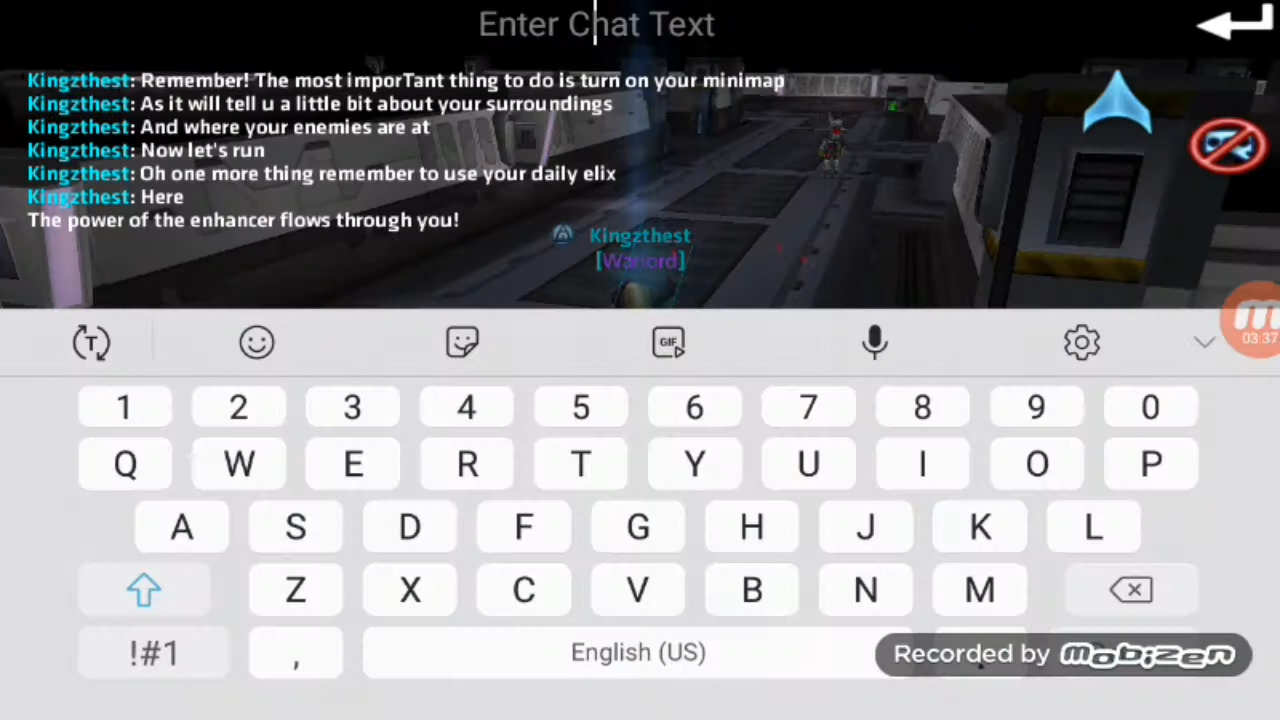 Enter Chat Text
Kingzthest: Remember! The most imporTant thing to do is turn on your minimap
Kingzthest: As it will tell u a little bit about your surroundings
Kingzthest: And where your enemies are at
Kingzthest: Now let's run
Kingzthest: Oh one more thing remember to use your daily elix
Kingzthest: Here
The power of the enhancer flows through you!
Kingzthest
[Warlord]
03:37
T
GIF
1 2 3 4 5 6 7 8 9 0
Q W E R T Y U I O P
A S D F G H J K L
Z X C V B N M
!#1 , English (US)
Recorded by mobizen